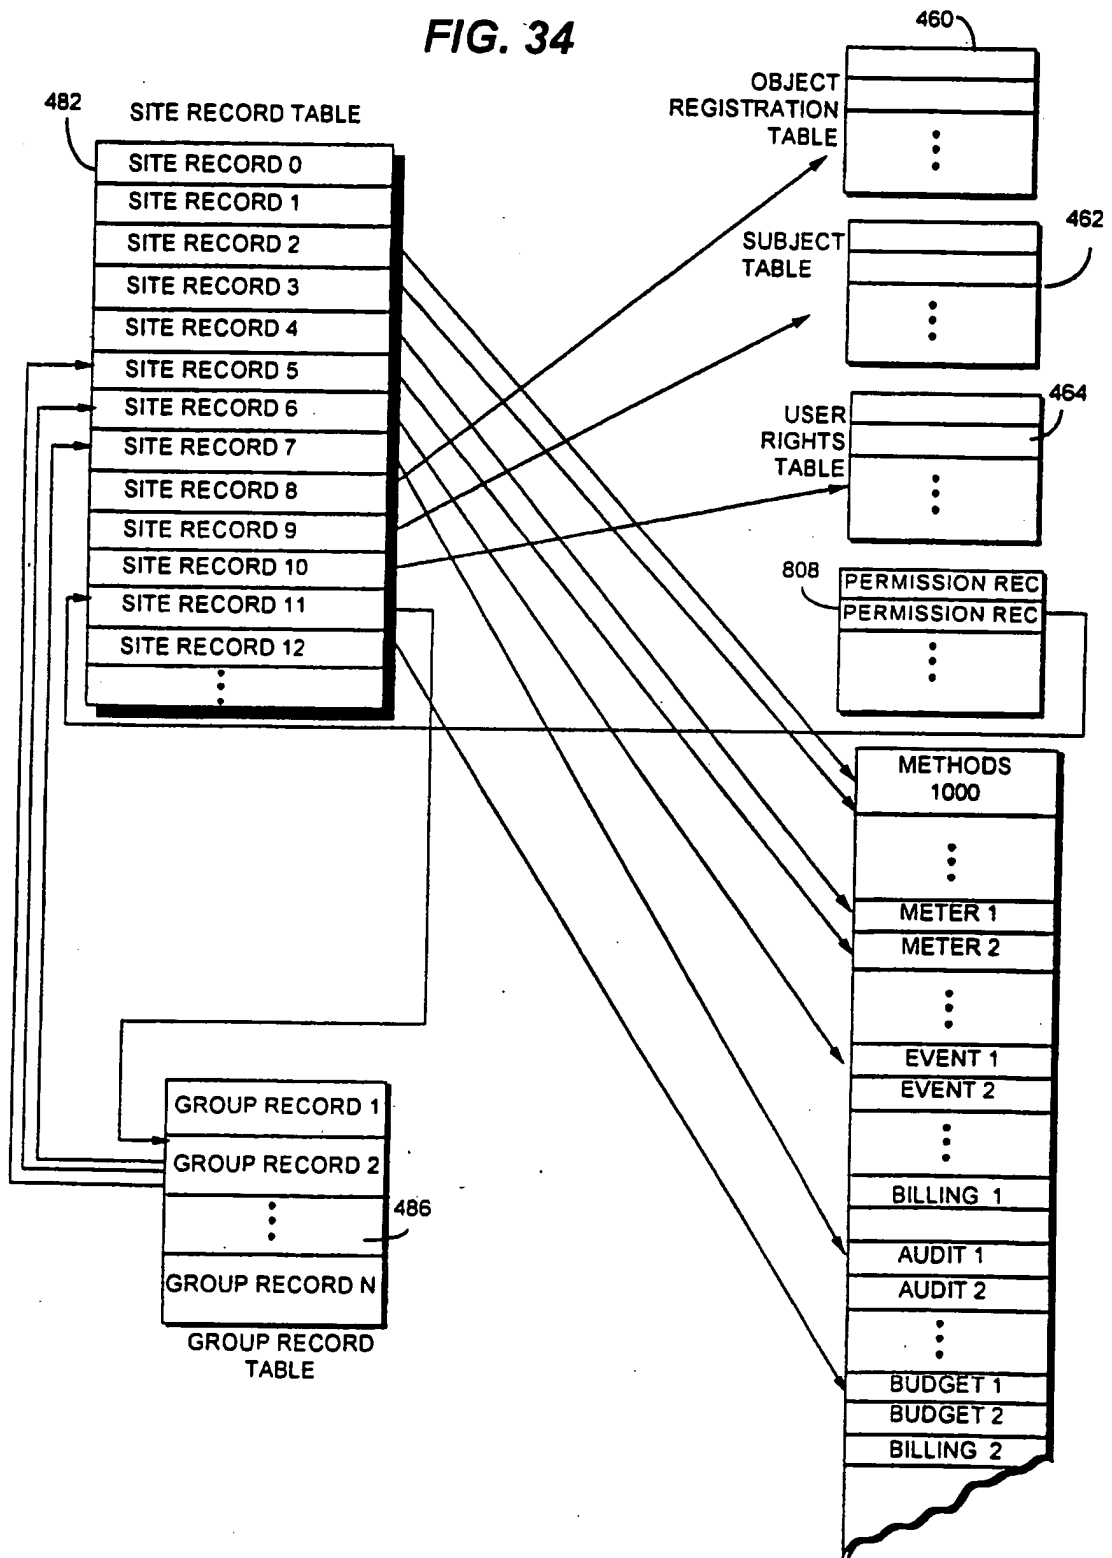 FIG. 34
460
OBJECT
REGISTRATION
TABLE
482
SITE RECORD TABLE
SITE RECORD 0
SITE RECORD 1
SITE RECORD 2
SITE RECORD 3
SITE RECORD 4
SITE RECORD 5
SITE RECORD 6
SITE RECORD 7
SITE RECORD 8
SITE RECORD 9
SITE RECORD 10
SITE RECORD 11
SITE RECORD 12
SUBJECT
TABLE
462
USER
RIGHTS
TABLE
464
808
PERMISSION REC
PERMISSION REC
METHODS
1000
METER 1
METER 2
EVENT 1
EVENT 2
BILLING 1
AUDIT 1
AUDIT 2
BUDGET 1
BUDGET 2
BILLING 2
GROUP RECORD 1
GROUP RECORD 2
486
GROUP RECORD N
GROUP RECORD
TABLE